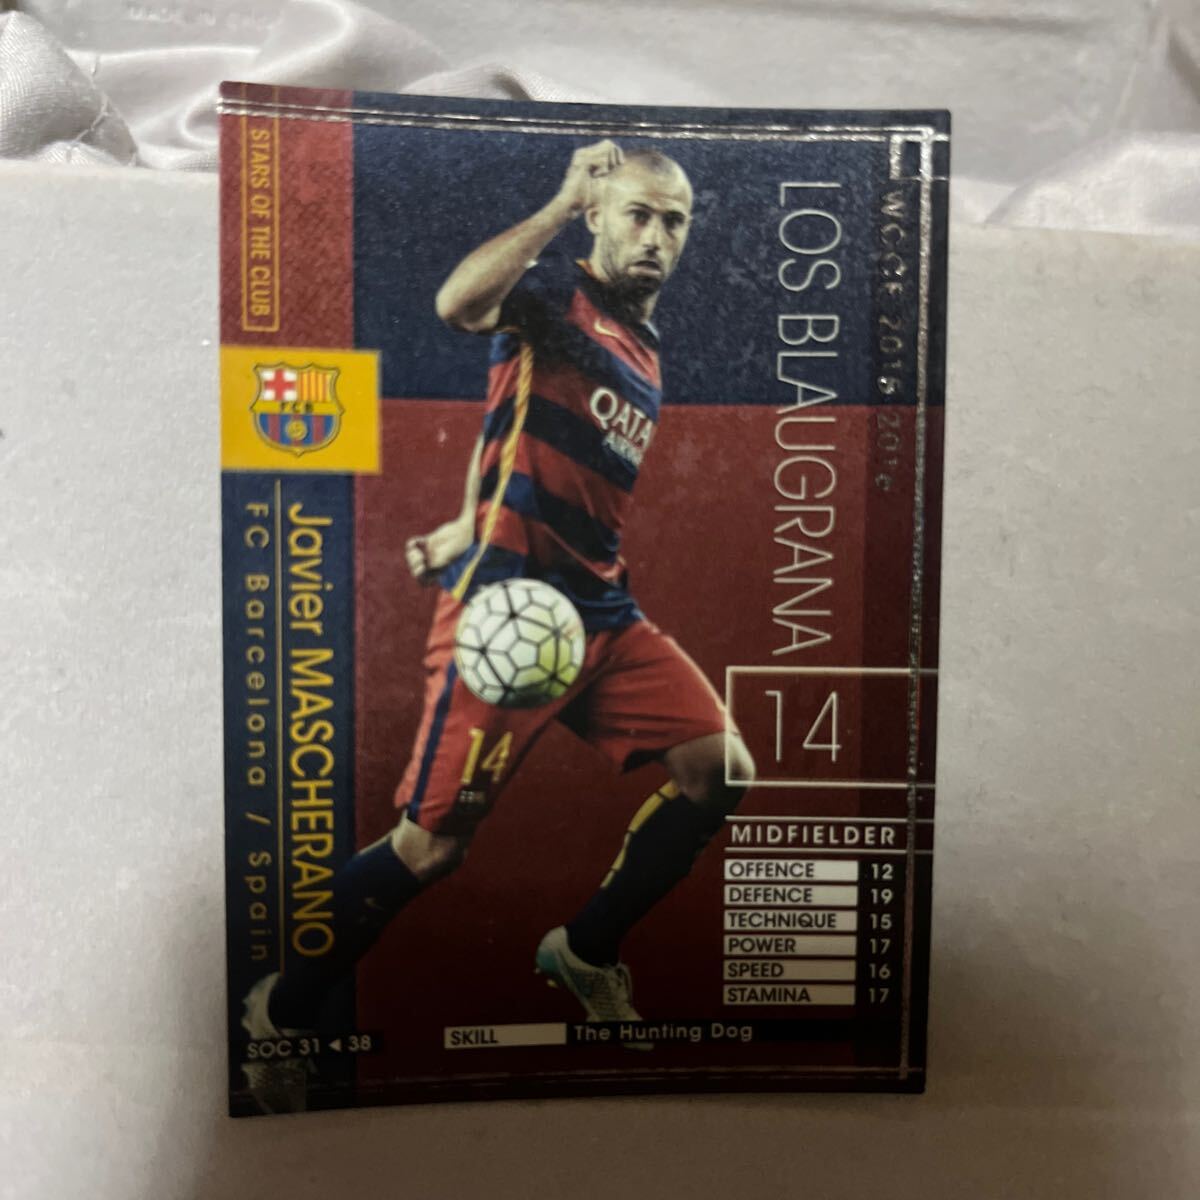 STARS OF THE CLUB
FCB
Javier MASCHERANO
FC Barcelona / Spain
WCCF 2015 2016
LOS BLAUGRANA
14
QATA
14
MIDFIELDER
OFFENCE 12
DEFENCE 19
TECHNIQUE 15
POWER 17
SPEED 16
STAMINA 17
SKILL The Hunting Dog
SOC 31 ◀ 38